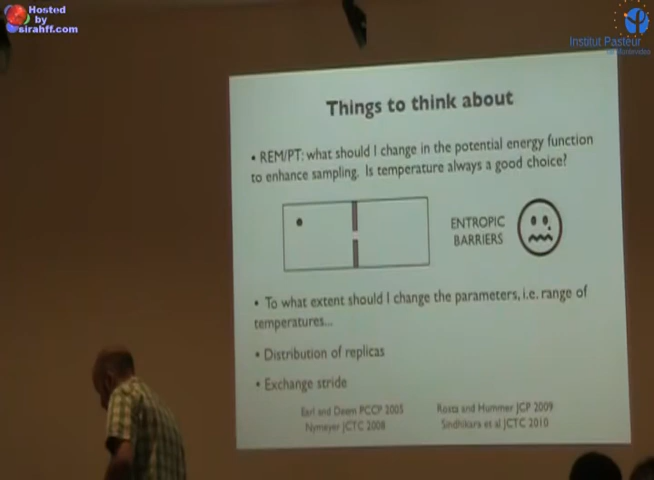 Hosted
by
sirahff.com
Institut Pasteur
de Montevideo
Things to think about
• REM/PT: what should I change in the potential energy function
to enhance sampling. Is temperature always a good choice?
ENTROPIC
BARRIERS
• To what extent should I change the parameters, i.e. range of
temperatures...
• Distribution of replicas
• Exchange stride
Earl and Deem PCCP 2005
Nymeyer JCTC 2008
Rosta and Hummer JCP 2009
Sindhikara et al JCTC 2010